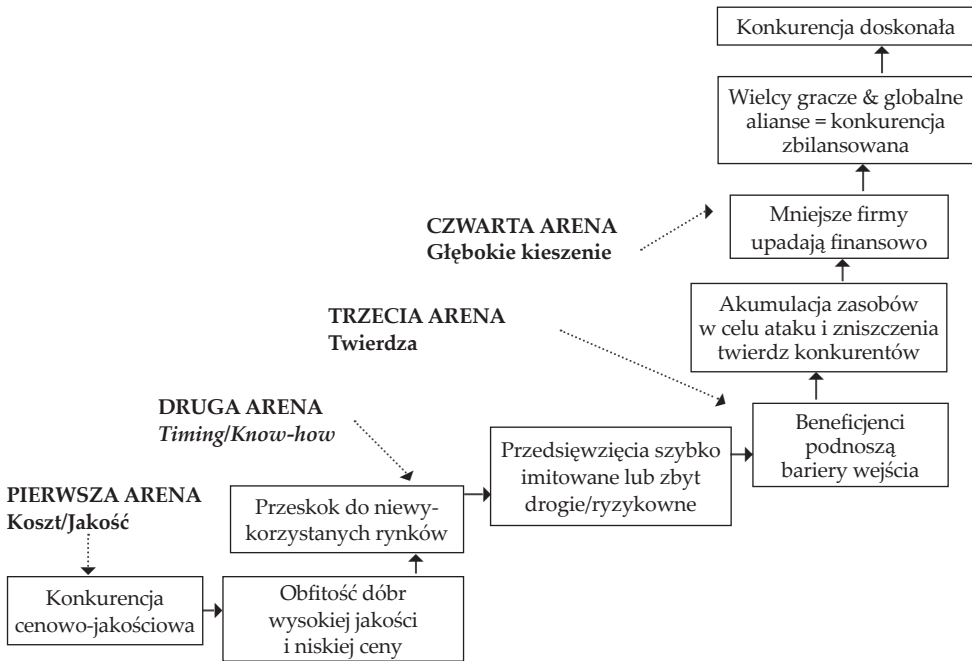 Konkurencja doskonała
Wielcy gracze & globalne
alianse = konkurencja
zbilansowana
CZWARTA ARENA
Głębokie kieszenie
Mniejsze firmy
upadają finansowo
TRZECIA ARENA
Twierdza
Akumulacja zasobów
w celu ataku i zniszczenia
twierdz konkurentów
DRUGA ARENA
Timing/Know-how
Przedsięwzięcia szybko
imitowane lub zbyt
drogie/ryzykowne
Beneficjenci
podnoszą
bariery wejścia
PIERWSZA ARENA
Koszt/Jakość
Przeskok do niewy-
korzystanych rynków
Konkurencja
cenowo-jakościowa
Obfitość dóbr
wysokiej jakości
i niskiej ceny